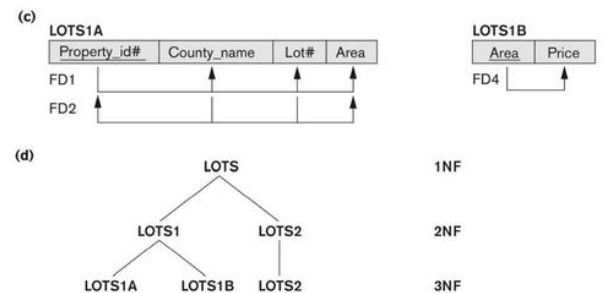 (c)
LOTS1A LOTS1B
Property_id# County_name Lot# Area Area Price
FD1 FD4
FD2
(d)
LOTS 1NF
LOTS1 LOTS2 2NF
LOTS1A LOTS1B LOTS2 3NF